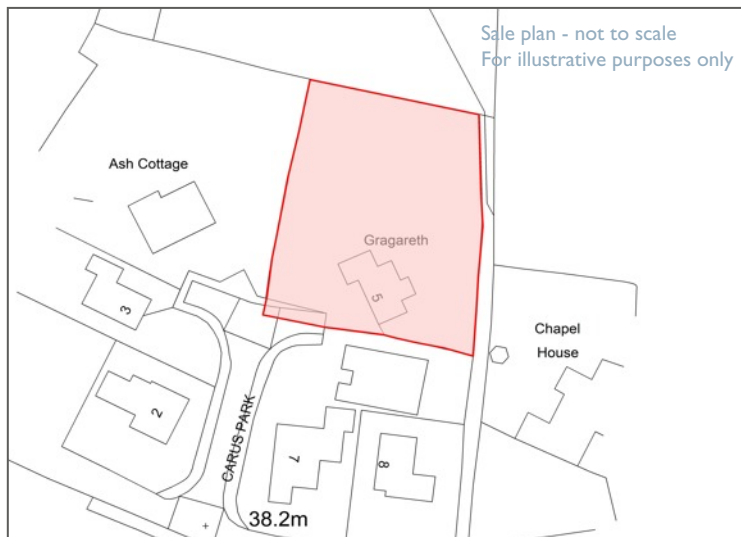 Sale plan - not to scale
For illustrative purposes only
Ash Cottage
Gragareth
5
3
Chapel
House
2
CARUS PARK
7
8
38.2m